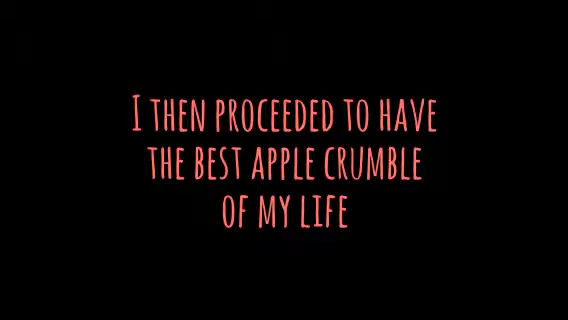 I THEN PROCEEDED TO HAVE
THE BEST APPLE CRUMBLE
OF MY LIFE